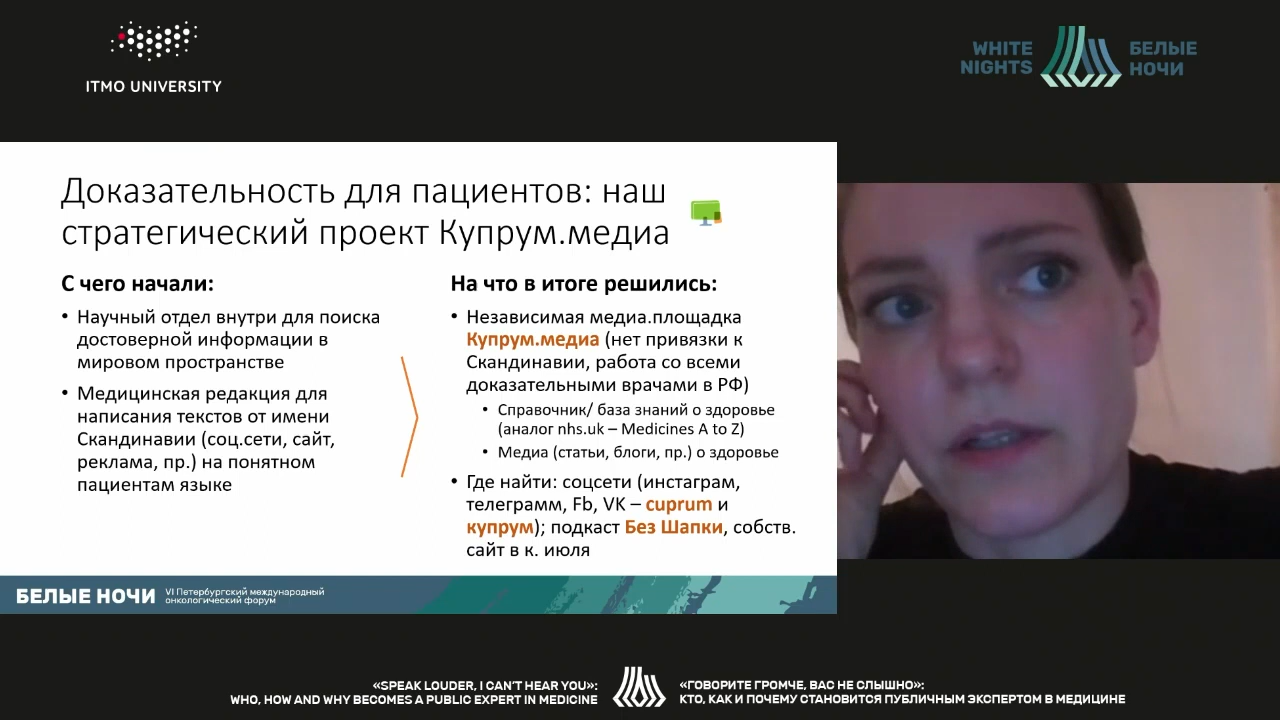 ITMO UNIVERSITY
WHITE
NIGHTS
БЕЛЫЕ
НОЧИ
Доказательность для пациентов: наш
стратегический проект Купрум.медиа
С чего начали:
• Научный отдел внутри для поиска
достоверной информации в
мировом пространстве
• Медицинская редакция для
написания текстов от имени
Скандинавии (соц.сети, сайт,
реклама, пр.) на понятном
пациентам языке
На что в итоге решились:
• Независимая медиа.площадка
Купрум.медиа (нет привязки к
Скандинавии, работа со всеми
доказательными врачами в РФ)
• Справочник/ база знаний о здоровье
(аналог nhs.uk – Medicines A to Z)
• Медиа (статьи, блоги, пр.) о здоровье
• Где найти: соцсети (инстаграм,
телеграмм, Fb, VK – cuprum и
купрум); подкаст Без Шапки, собств.
сайт в к. июля
БЕЛЫЕ НОЧИ
VI Петербургский международный
онкологический форум
«SPEAK LOUDER, I CAN'T HEAR YOU»:
WHO, HOW AND WHY BECOMES A PUBLIC EXPERT IN MEDICINE
«ГОВОРИТЕ ГРОМЧЕ, ВАС НЕ СЛЫШНО»:
КТО, КАК И ПОЧЕМУ СТАНОВИТСЯ ПУБЛИЧНЫМ ЭКСПЕРТОМ В МЕДИЦИНЕ